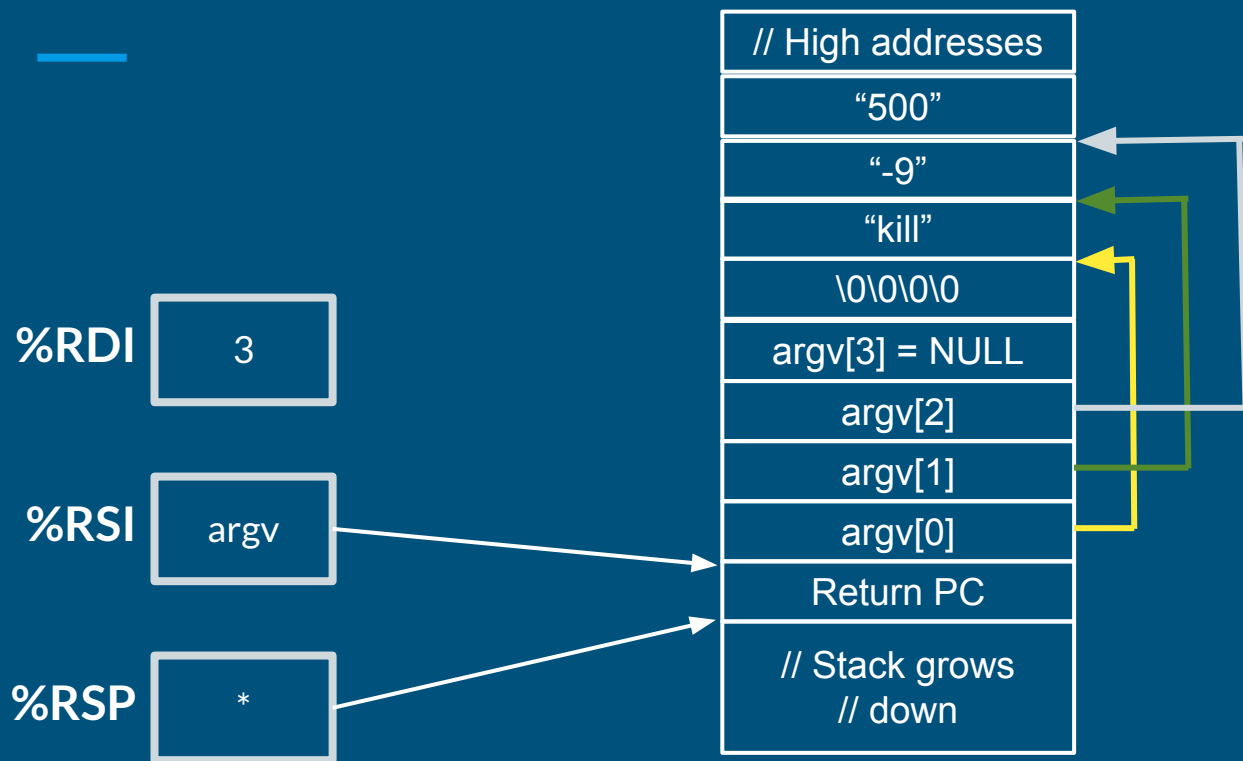 // High addresses
“500”
“-9”
“kill”
\0\0\0\0
%RDI
3
argv[3] = NULL
argv[2]
argv[1]
%RSI
argv
argv[0]
Return PC
%RSP
*
// Stack grows
// down